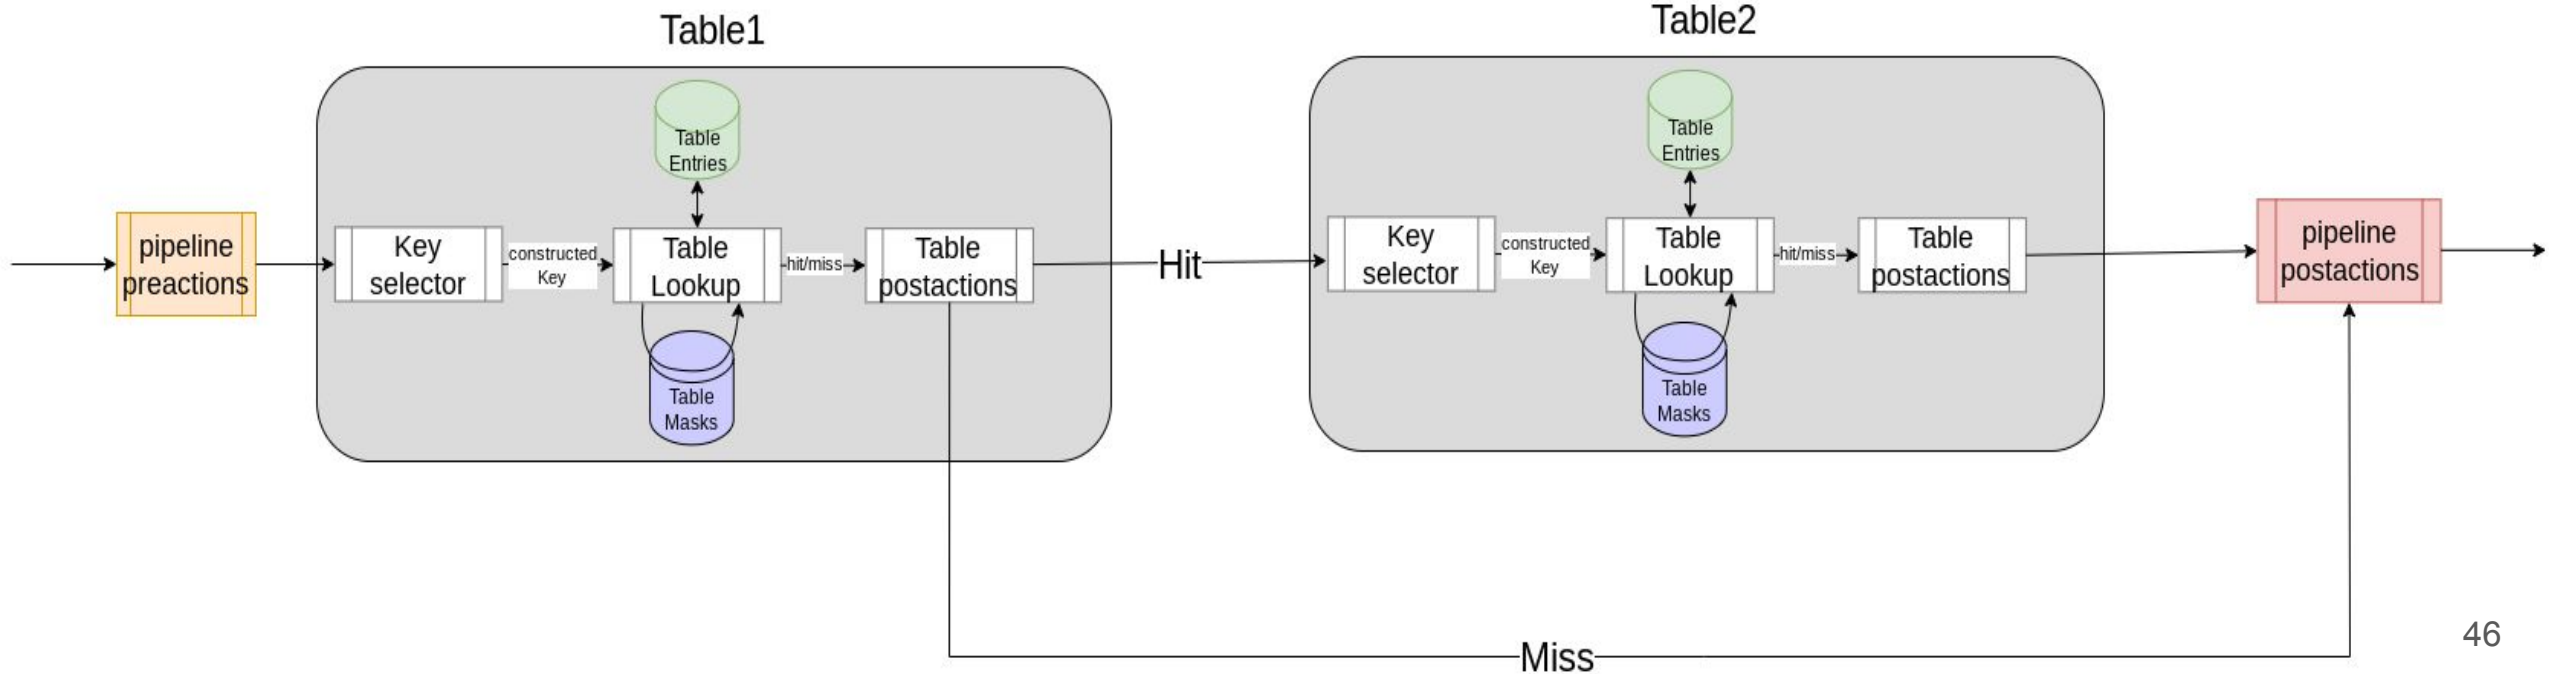 Table1
Table2
Table
Entries
Table
Entries
pipeline
preactions
Key
selector
constructed
Key
Table
Lookup
hit/miss
Table
postactions
Hit
Key
selector
constructed
Key
Table
Lookup
hit/miss
Table
postactions
pipeline
postactions
Table
Masks
Table
Masks
Miss
46